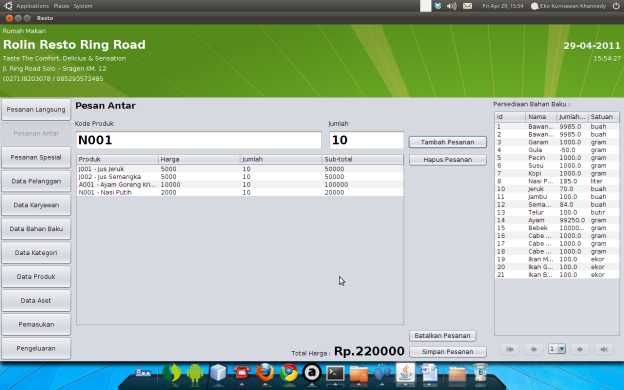 Applications Places System
Fri Apr 29, 15:54 Eko Kurniawan Khannedy
Resto
Rumah Makan
Rolin Resto Ring Road
29-04-2011
Taste The Comfort, Delicius & Sensation
15:54:27
Jl. Ring Road Solo - Sragen KM. 12
(0271)8203078 / 085293572485
Pesanan Langsung
Pesanan Antar
Pesanan Spesial
Data Pelanggan
Data Karyawan
Data Bahan Baku
Data Kategori
Data Produk
Data Aset
Pemasukan
Pengeluaran
Pesan Antar
Kode Produk Jumlah
N001 10 Tambah Pesanan
Hapus Pesanan
Produk Harga Jumlah Sub-total
J001 - Jus Jeruk 5000 10 50000
J002 - Jus Semangka 5000 10 50000
A001 - Ayam Goreng Kri... 10000 10 100000
N001 - Nasi Putih 2000 10 20000
Batalkan Pesanan
Total Harga : Rp.220000 Simpan Pesanan
Persediaan Bahan Baku :
Id Nama Jumlah... Satuan
1 Bawan... 9985.0 buah
2 Bawan... 9985.0 buah
3 Garam 1000.0 gram
4 Gula -50.0 gram
5 Pecin 1000.0 gram
6 Susu 1000.0 gram
7 Kopi 1000.0 gram
8 Nasi P... 185.0 liter
10 Jeruk 70.0 buah
11 Jambu 100.0 buah
12 Sema... 84.0 buah
13 Telur 100.0 butir
14 Ayam 99250.0 gram
15 Bebek 10000... gram
16 Cabe ... 1000.0 gram
17 Cabe ... 1000.0 gram
18 Cabe ... 1000.0 gram
19 Ikan M... 100.0 ekor
20 Ikan G... 100.0 ekor
21 Ikan B... 100.0 ekor
1